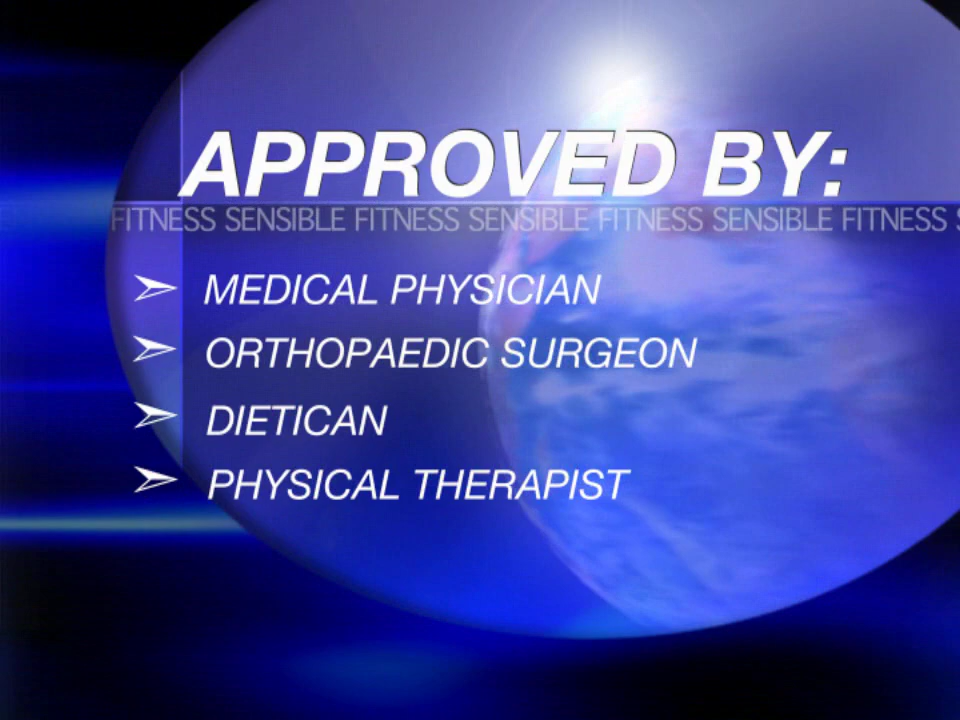 APPROVED BY:
FITNESS SENSIBLE FITNESS SENSIBLE FITNESS SENSIBLE FITNESS S
MEDICAL PHYSICIAN
ORTHOPAEDIC SURGEON
DIETICAN
PHYSICAL THERAPIST